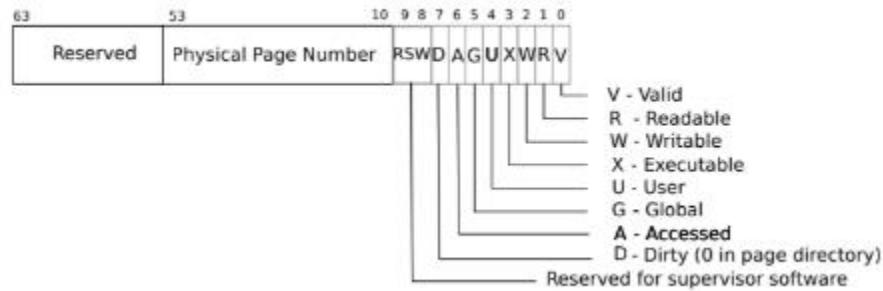 63 53 10 9 8 7 6 5 4 3 2 1 0
Reserved Physical Page Number RSW D A G U X W R V
V - Valid
R - Readable
W - Writable
X - Executable
U - User
G - Global
A - Accessed
D - Dirty (0 in page directory)
Reserved for supervisor software